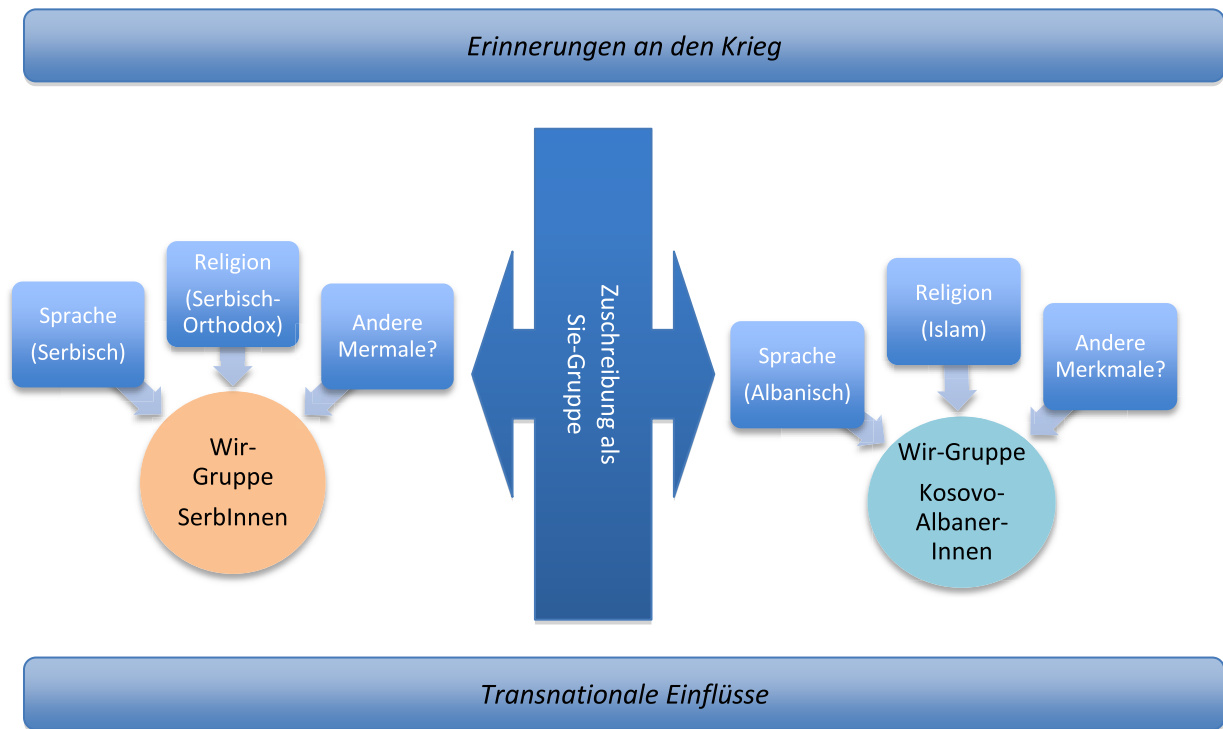 Erinnerungen an den Krieg
Sprache
(Serbisch)
Religion
(Serbisch-
Orthodox)
Andere
Mermale?
Wir-
Gruppe
SerbInnen
Zuschreibung als
Sie-Gruppe
Sprache
(Albanisch)
Religion
(Islam)
Andere
Merkmale?
Wir-Gruppe
Kosovo-
Albaner-
Innen
Transnationale Einflüsse